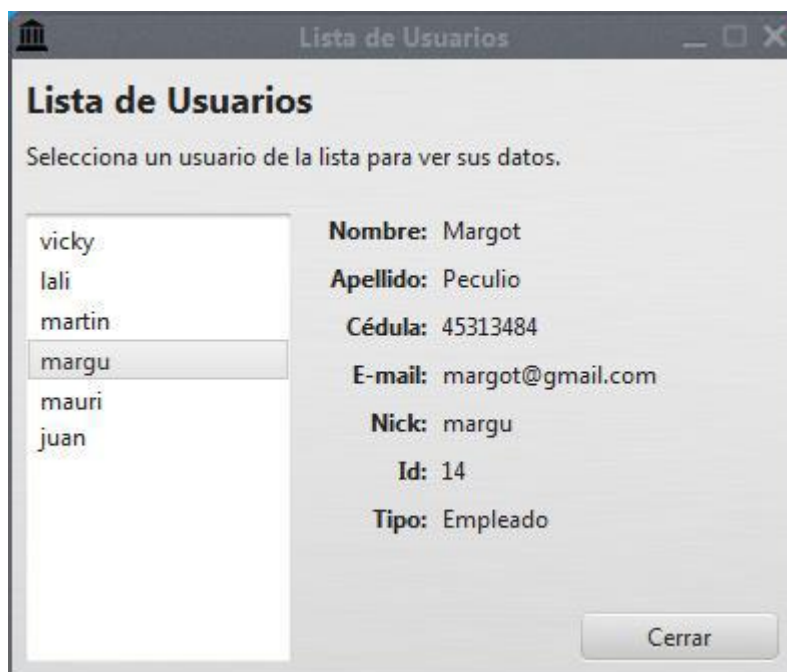 Lista de Usuarios
Lista de Usuarios
Selecciona un usuario de la lista para ver sus datos.
vicky
lali
martin
margu
mauri
juan
Nombre: Margot
Apellido: Peculio
Cédula: 45313484
E-mail: margot@gmail.com
Nick: margu
Id: 14
Tipo: Empleado
Cerrar